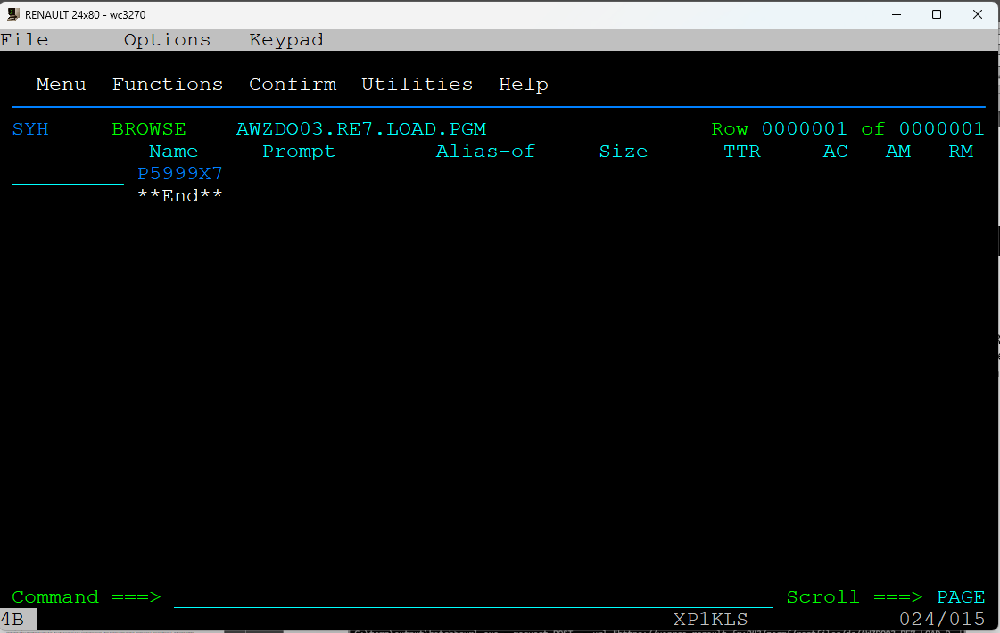 RENAULT 24x80 - wc3270
File Options Keypad
Menu Functions Confirm Utilities Help
SYH BROWSE AWZDO03.RE7.LOAD.PGM Row 0000001 of 0000001
Name Prompt Alias-of Size TTR AC AM RM
P5999X7
**End**
Command ===> Scroll ===> PAGE
4B XP1KLS 024/015